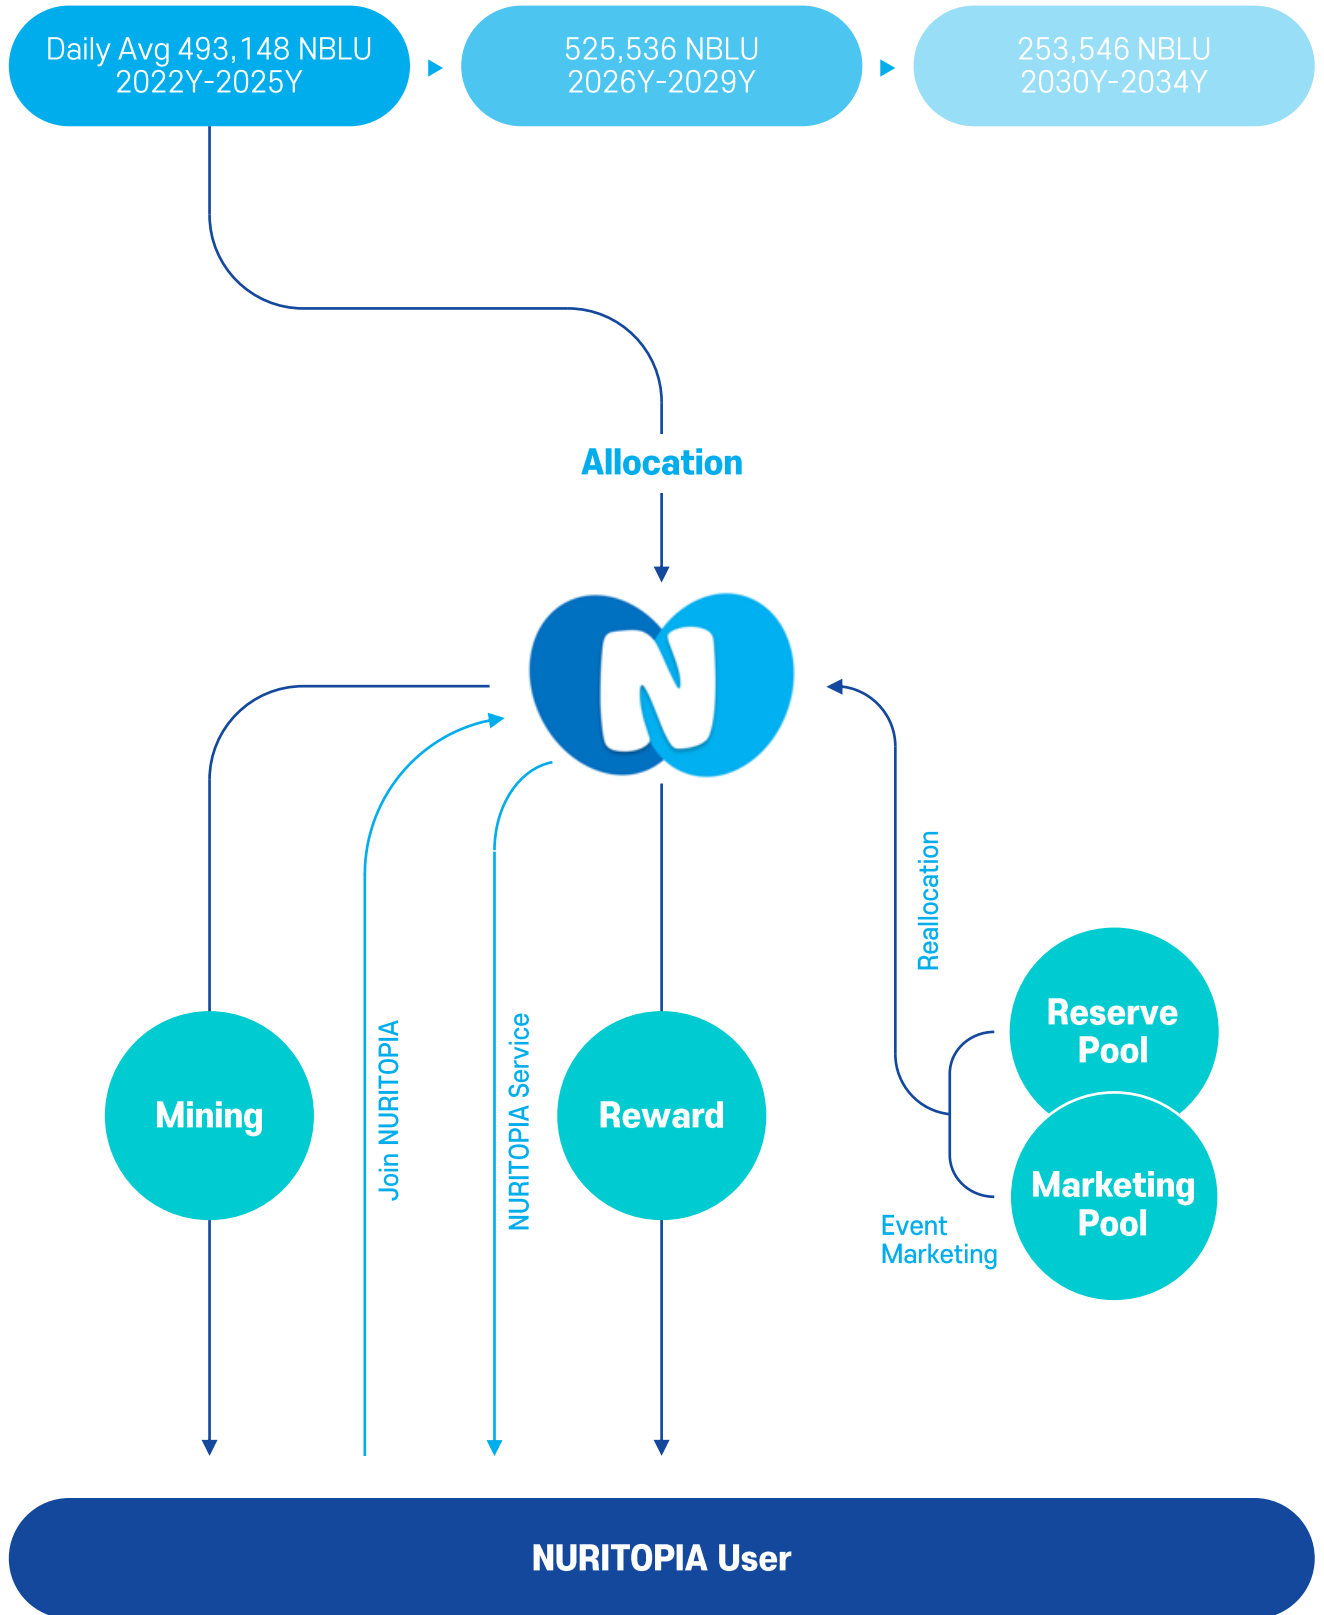 Daily Avg 493,148 NBLU
2022Y-2025Y
525,536 NBLU
2026Y-2029Y
253,546 NBLU
2030Y-2034Y
Allocation
N
Reallocation
Reserve
Pool
Mining
Join NURITOPIA
NURITOPIA Service
Reward
Marketing
Pool
Event
Marketing
NURITOPIA User